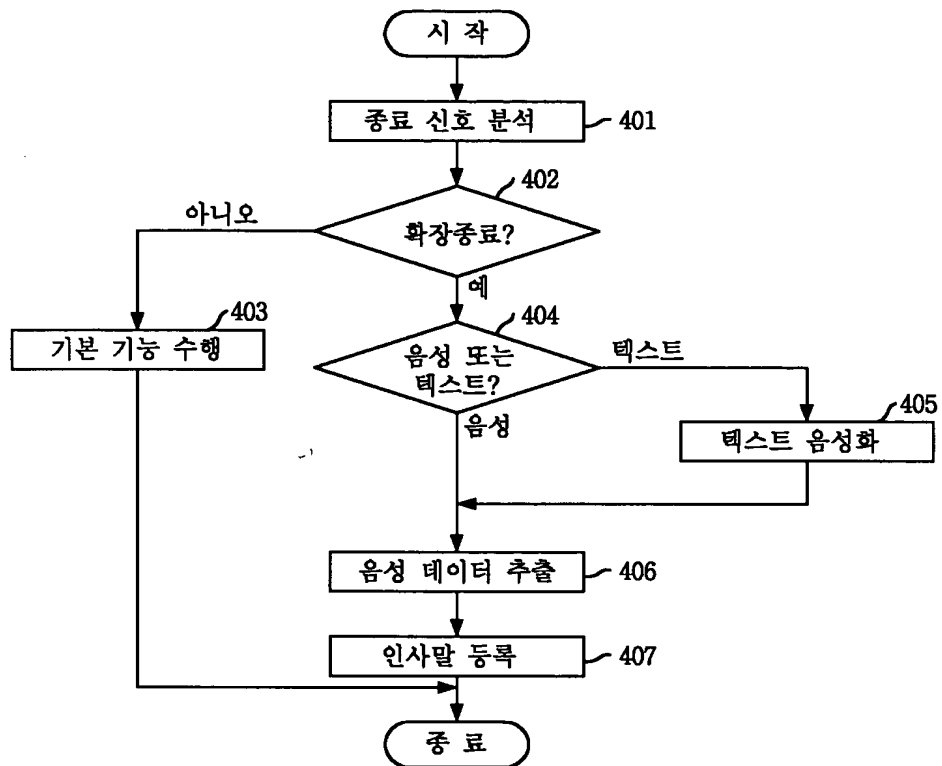 시 작
종료 신호 분석
401
402
아니오
확장종료?
예
403
기본 기능 수행
404
음성 또는
텍스트?
텍스트
음성
405
텍스트 음성화
음성 데이터 추출
406
인사말 등록
407
종 료